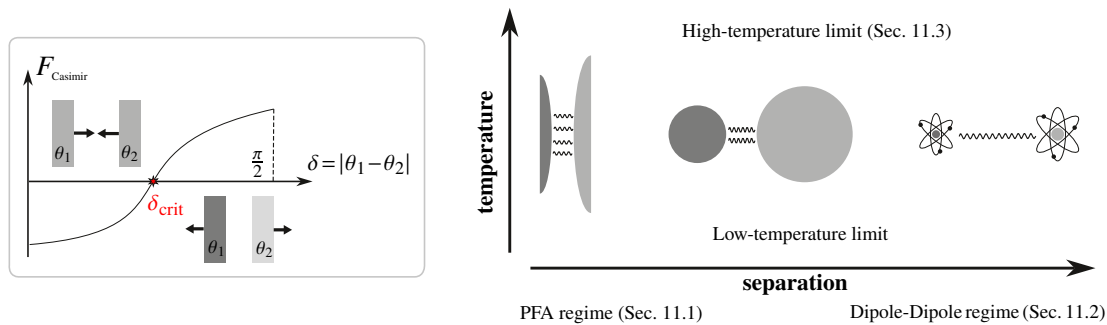 F_Casimir
θ₁ θ₂
π/2
δ = |θ₁−θ₂|
δ_crit
θ₁ θ₂
High-temperature limit (Sec. 11.3)
temperature
Low-temperature limit
separation
PFA regime (Sec. 11.1)
Dipole-Dipole regime (Sec. 11.2)